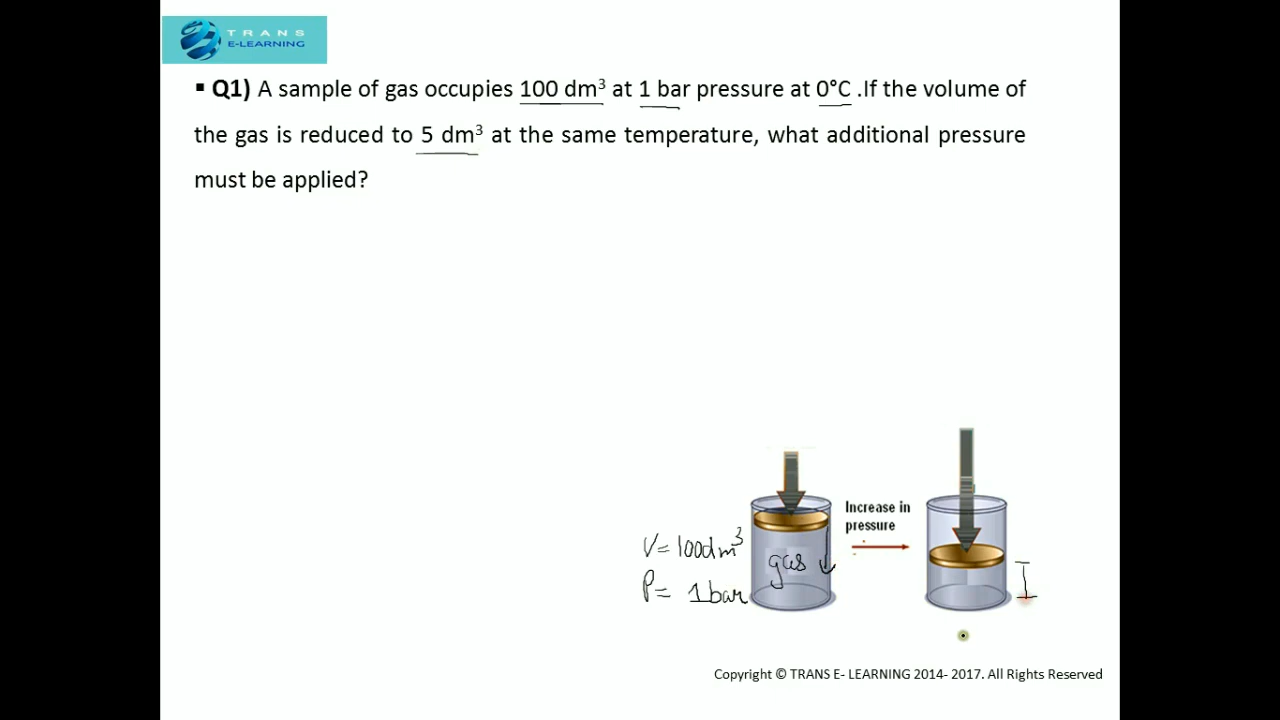 TRANS
E-LEARNING
▪ Q1) A sample of gas occupies 100 dm³ at 1 bar pressure at 0°C .If the volume of
the gas is reduced to 5 dm³ at the same temperature, what additional pressure
must be applied?
Increase in
pressure
V=100dm³
gas
P= 1bar
Copyright © TRANS E- LEARNING 2014- 2017. All Rights Reserved